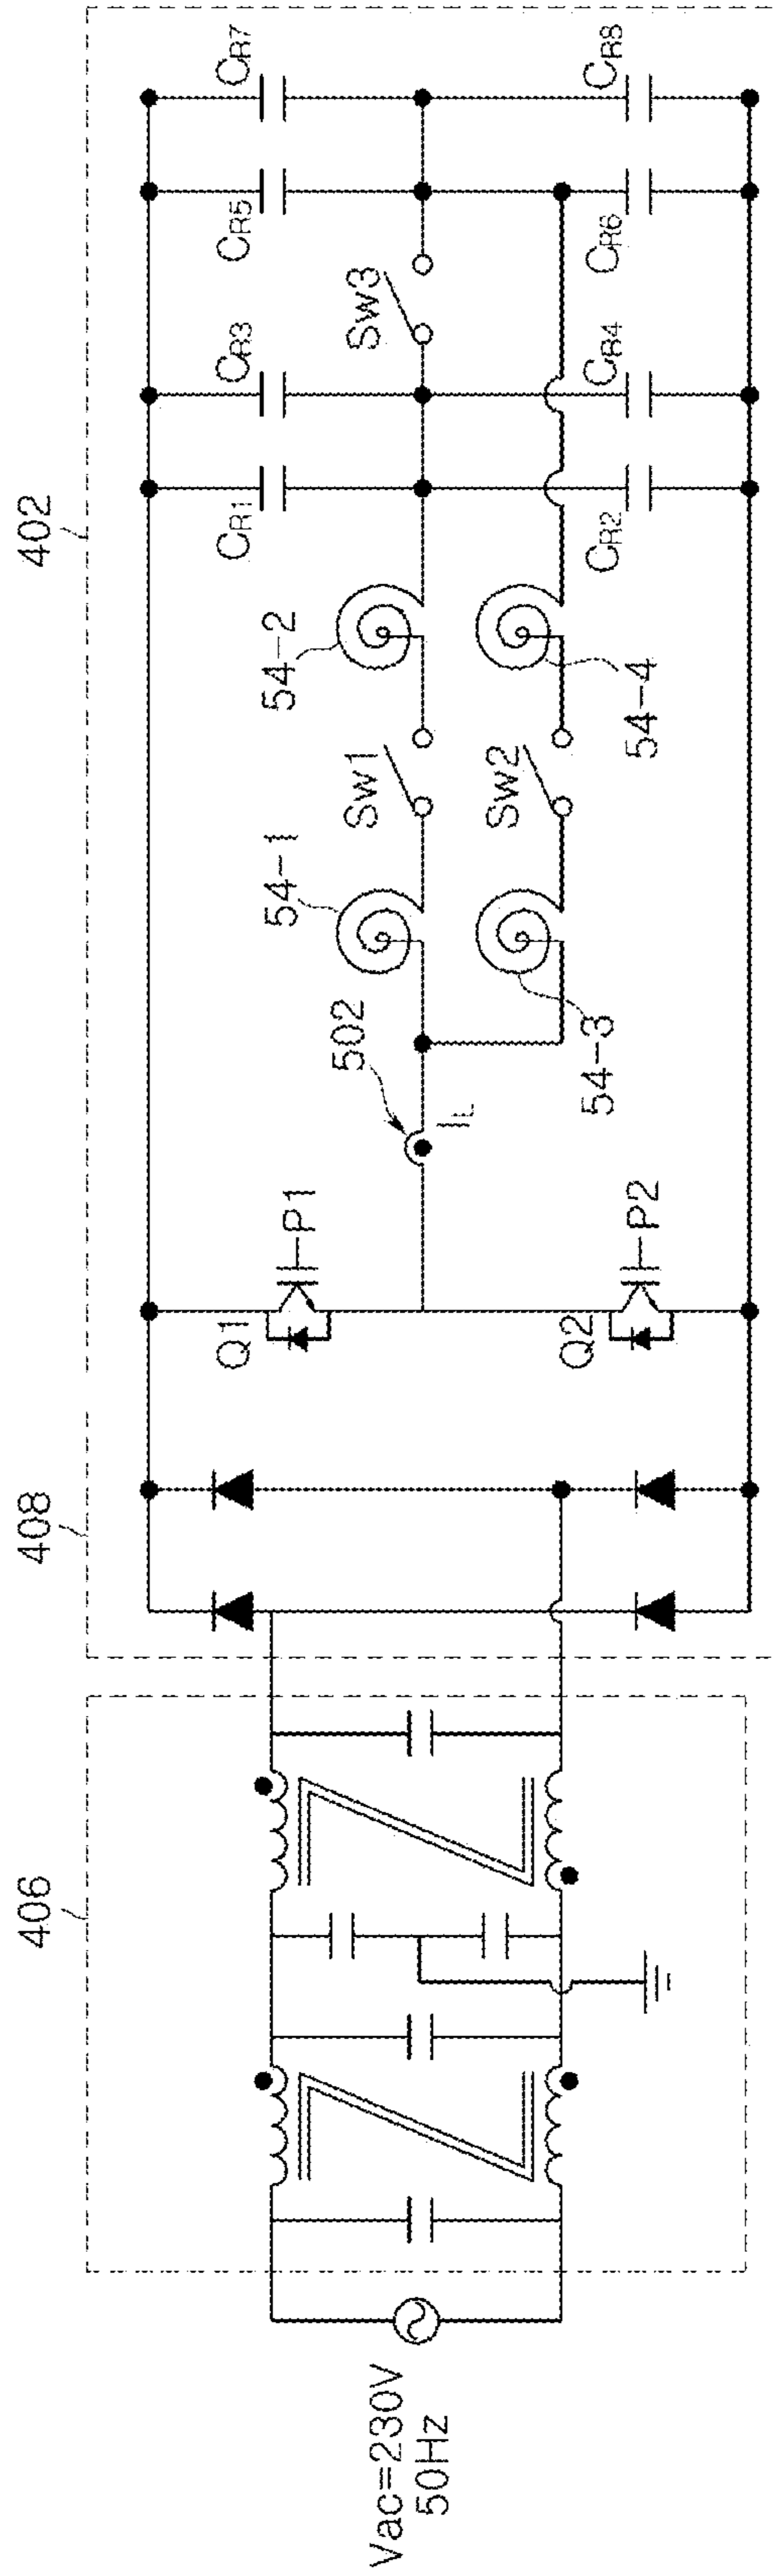 406
408
402
Vac=230V
50Hz
Q1
P1
Q2
P2
502
IL
54-1
54-2
54-3
54-4
Sw1
Sw2
Sw3
CR1
CR3
CR5
CR7
CR2
CR4
CR6
CR8